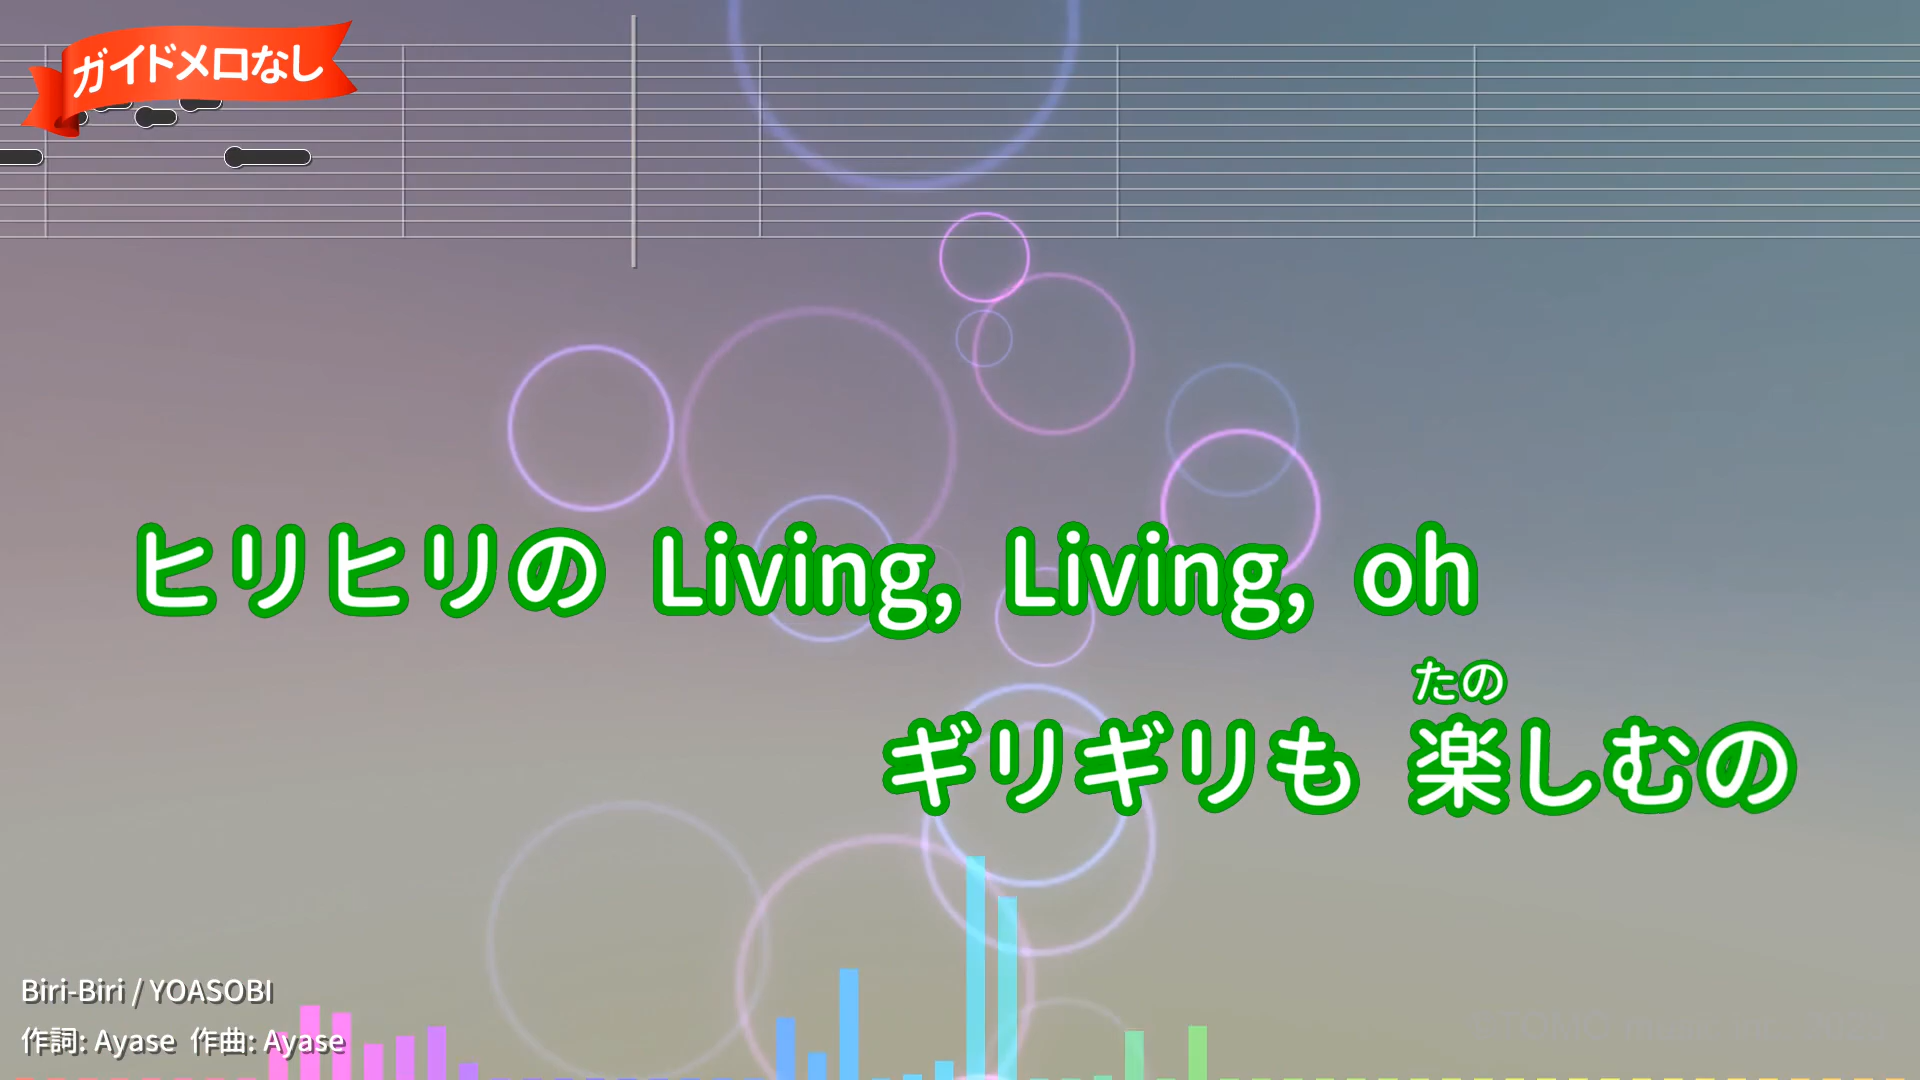 ガイドメロなし
ヒリヒリの Living, Living, oh
たの
ギリギリも 楽しむの
Biri-Biri / YOASOBI
作詞: Ayase 作曲: Ayase